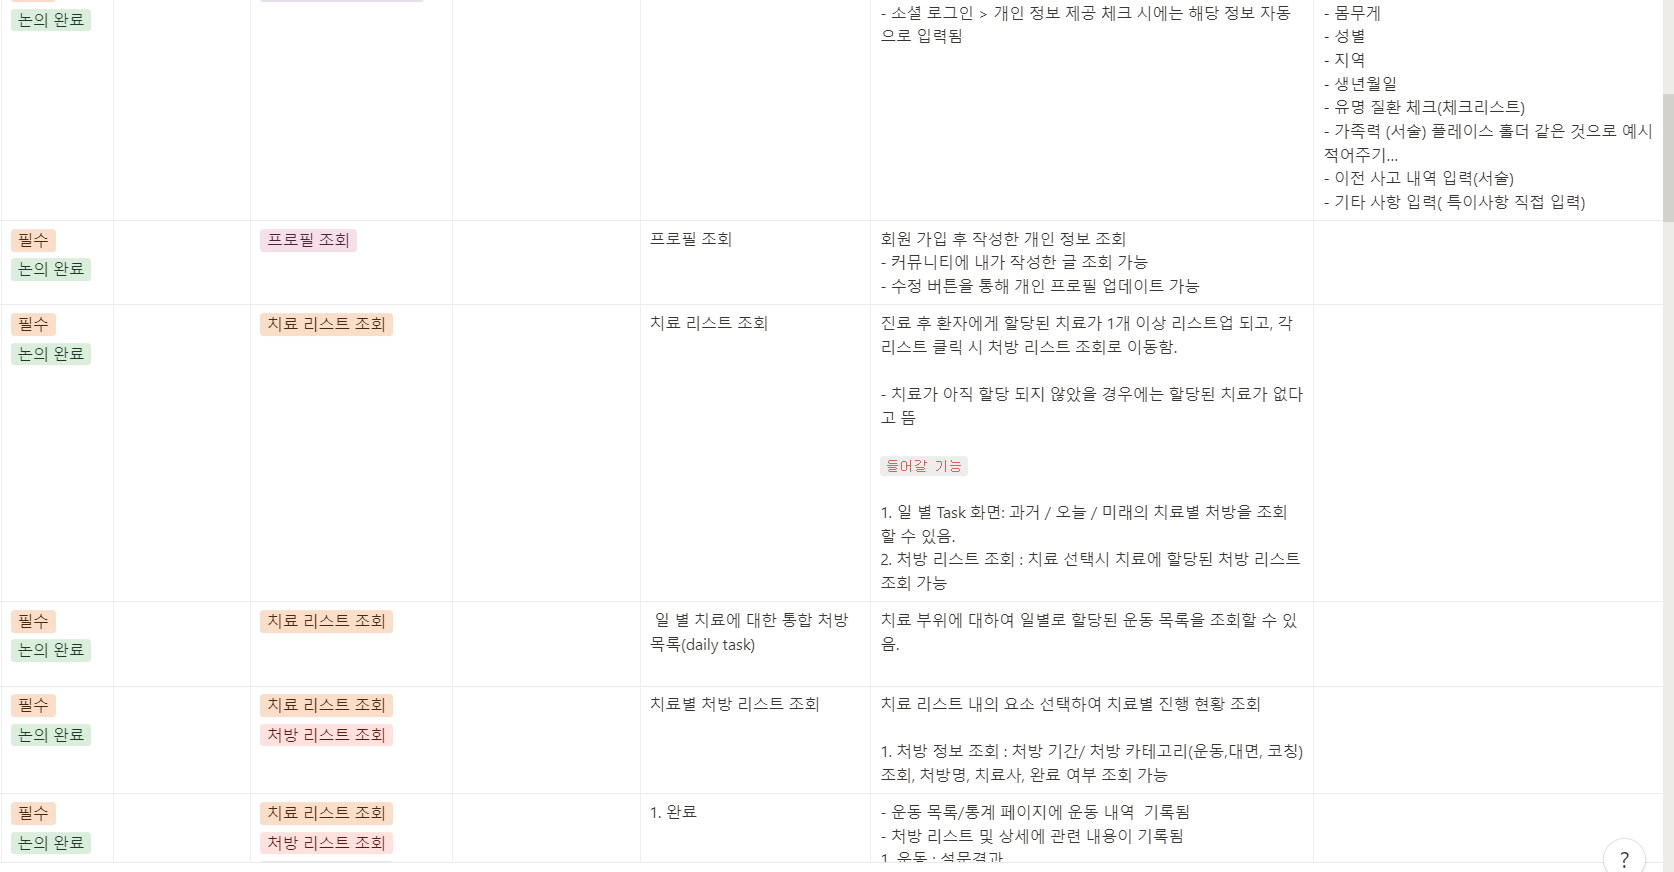 논의 완료
- 소셜 로그인 > 개인 정보 제공 체크 시에는 해당 정보 자동
으로 입력됨
- 몸무게
- 성별
- 지역
- 생년월일
- 유명 질환 체크(체크리스트)
- 가족력 (서술) 플레이스 홀더 같은 것으로 예시
적어주기...
- 이전 사고 내역 입력(서술)
- 기타 사항 입력( 특이사항 직접 입력)
필수
논의 완료
프로필 조회
프로필 조회
회원 가입 후 작성한 개인 정보 조회
- 커뮤니티에 내가 작성한 글 조회 가능
- 수정 버튼을 통해 개인 프로필 업데이트 가능
필수
논의 완료
치료 리스트 조회
치료 리스트 조회
진료 후 환자에게 할당된 치료가 1개 이상 리스트업 되고, 각
리스트 클릭 시 처방 리스트 조회로 이동함.
- 치료가 아직 할당 되지 않았을 경우에는 할당된 치료가 없다
고 뜸
들어갈 기능
1. 일 별 Task 화면: 과거 / 오늘 / 미래의 치료별 처방을 조회
할 수 있음.
2. 처방 리스트 조회 : 치료 선택시 치료에 할당된 처방 리스트
조회 가능
필수
논의 완료
치료 리스트 조회
일 별 치료에 대한 통합 처방
목록(daily task)
치료 부위에 대하여 일별로 할당된 운동 목록을 조회할 수 있
음.
필수
논의 완료
치료 리스트 조회
처방 리스트 조회
치료별 처방 리스트 조회
치료 리스트 내의 요소 선택하여 치료별 진행 현황 조회
1. 처방 정보 조회 : 처방 기간/ 처방 카테고리(운동,대면, 코칭)
조회, 처방명, 치료사, 완료 여부 조회 가능
필수
논의 완료
치료 리스트 조회
처방 리스트 조회
1. 완료
- 운동 목록/통계 페이지에 운동 내역  기록됨
- 처방 리스트 및 상세에 관련 내용이 기록됨
1. 운동 : 설문결과
?